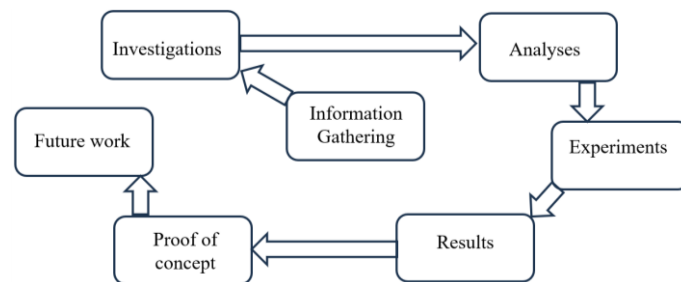 Investigations
Analyses
Information
Gathering
Future work
Experiments
Proof of
concept
Results